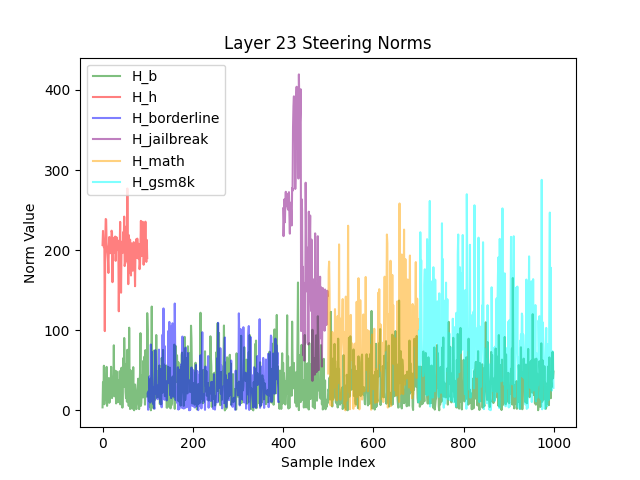 Layer 23 Steering Norms
H_b
H_h
H_borderline
H_jailbreak
H_math
H_gsm8k
400
300
200
100
0
Norm Value
0
200
400
600
800
1000
Sample Index